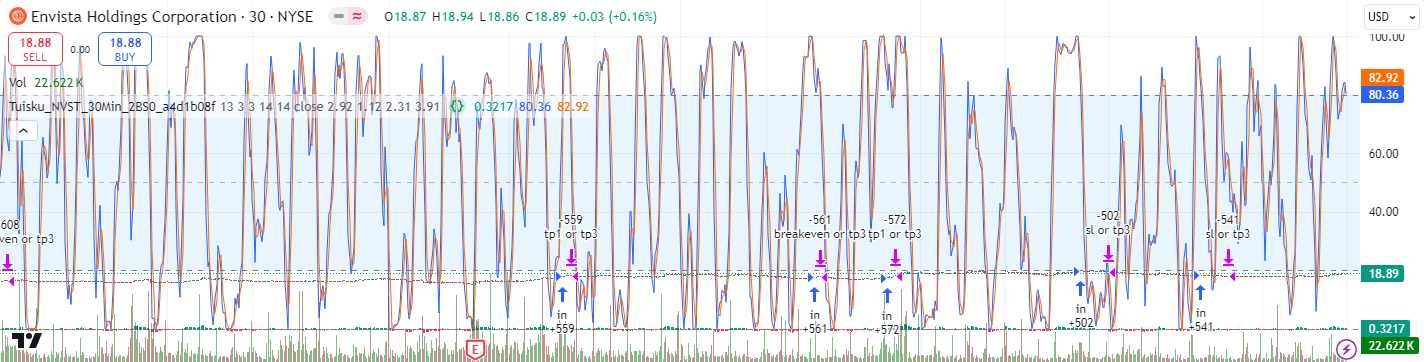 Envista Holdings Corporation · 30 · NYSE O18.87 H18.94 L18.86 C18.89 +0.03 (+0.16%)
USD
18.88
SELL
0.00
18.88
BUY
Vol 22.622 K
Tuisku_NVST_30Min_2BS0_a4d1b08f 13 3 3 14 14 close 2.92 1.12 2.31 3.91 0.3217 80.36 82.92
100.00
82.92
80.36
60.00
40.00
18.89
0.3217
22.622 K
608
ven or tp3
-559
tp1 or tp3
-561
breakeven or tp3
-572
tp1 or tp3
-502
sl or tp3
-541
sl or tp3
in
+559
in
+561
in
+572
in
+502
in
+541
E